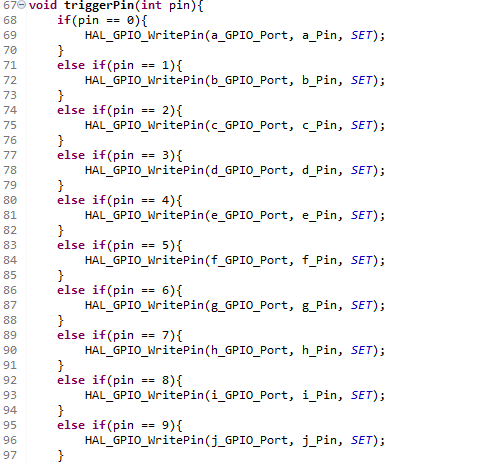 67 void triggerPin(int pin){
68     if(pin == 0){
69         HAL_GPIO_WritePin(a_GPIO_Port, a_Pin, SET);
70     }
71     else if(pin == 1){
72         HAL_GPIO_WritePin(b_GPIO_Port, b_Pin, SET);
73     }
74     else if(pin == 2){
75         HAL_GPIO_WritePin(c_GPIO_Port, c_Pin, SET);
76     }
77     else if(pin == 3){
78         HAL_GPIO_WritePin(d_GPIO_Port, d_Pin, SET);
79     }
80     else if(pin == 4){
81         HAL_GPIO_WritePin(e_GPIO_Port, e_Pin, SET);
82     }
83     else if(pin == 5){
84         HAL_GPIO_WritePin(f_GPIO_Port, f_Pin, SET);
85     }
86     else if(pin == 6){
87         HAL_GPIO_WritePin(g_GPIO_Port, g_Pin, SET);
88     }
89     else if(pin == 7){
90         HAL_GPIO_WritePin(h_GPIO_Port, h_Pin, SET);
91     }
92     else if(pin == 8){
93         HAL_GPIO_WritePin(i_GPIO_Port, i_Pin, SET);
94     }
95     else if(pin == 9){
96         HAL_GPIO_WritePin(j_GPIO_Port, j_Pin, SET);
97     }